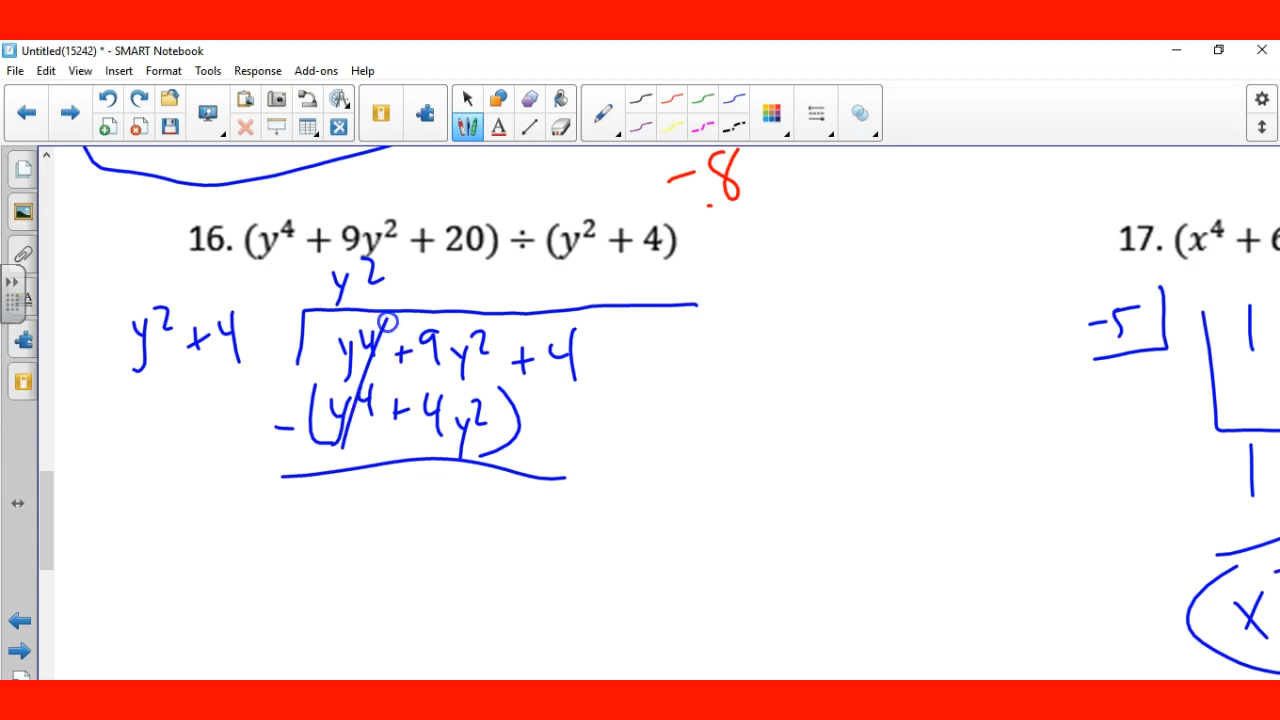 Untitled(15242) * - SMART Notebook
File Edit View Insert Format Tools Response Add-ons Help
-8
16. (y⁴ + 9y² + 20) ÷ (y² + 4)
17. (x⁴ + 6
y²
y² + 4
y⁴ + 9y² + 4
-(y⁴ + 4y²)
-5
1
1
x